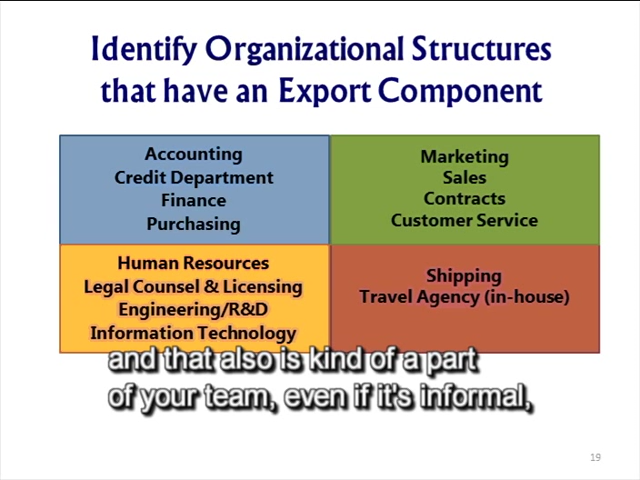 Identify Organizational Structures
that have an Export Component
Accounting
Credit Department
Finance
Purchasing
Marketing
Sales
Contracts
Customer Service
Human Resources
Legal Counsel & Licensing
Engineering/R&D
Information Technology
Shipping
Travel Agency (in-house)
and that also is kind of a part
of your team, even if it's informal,
19